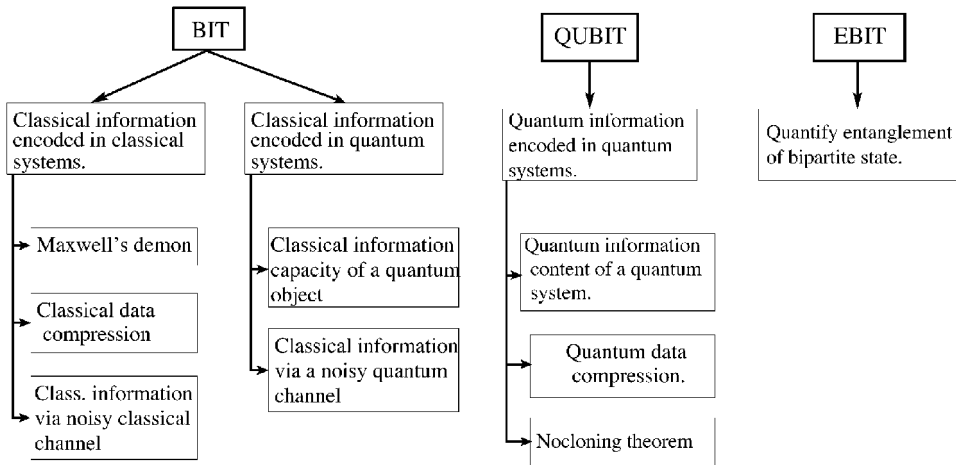 BIT
QUBIT
EBIT
Classical information
encoded in classical
systems.
Classical information
encoded in quantum
systems.
Quantum information
encoded in quantum
systems.
Quantify entanglement
of bipartite state.
Maxwell's demon
Classical data
compression
Class. information
via noisy classical
channel
Classical information
capacity of a quantum
object
Classical information
via a noisy quantum
channel
Quantum information
content of a quantum
system.
Quantum data
compression.
Nocloning theorem